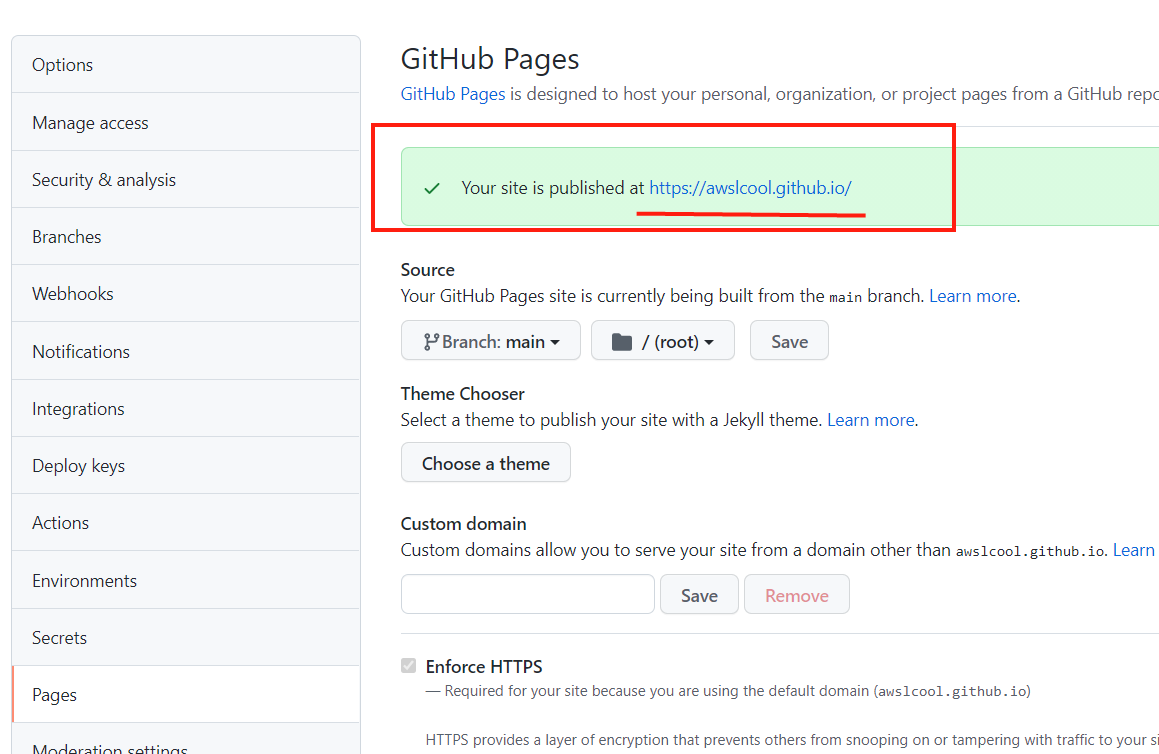 Options
Manage access
Security & analysis
Branches
Webhooks
Notifications
Integrations
Deploy keys
Actions
Environments
Secrets
Pages
Moderation settings
GitHub Pages
GitHub Pages is designed to host your personal, organization, or project pages from a GitHub repo
Your site is published at https://awslcool.github.io/
Source
Your GitHub Pages site is currently being built from the main branch. Learn more.
Branch: main
/ (root)
Save
Theme Chooser
Select a theme to publish your site with a Jekyll theme. Learn more.
Choose a theme
Custom domain
Custom domains allow you to serve your site from a domain other than awslcool.github.io. Learn
Save
Remove
Enforce HTTPS
— Required for your site because you are using the default domain (awslcool.github.io)
HTTPS provides a layer of encryption that prevents others from snooping on or tampering with traffic to your si